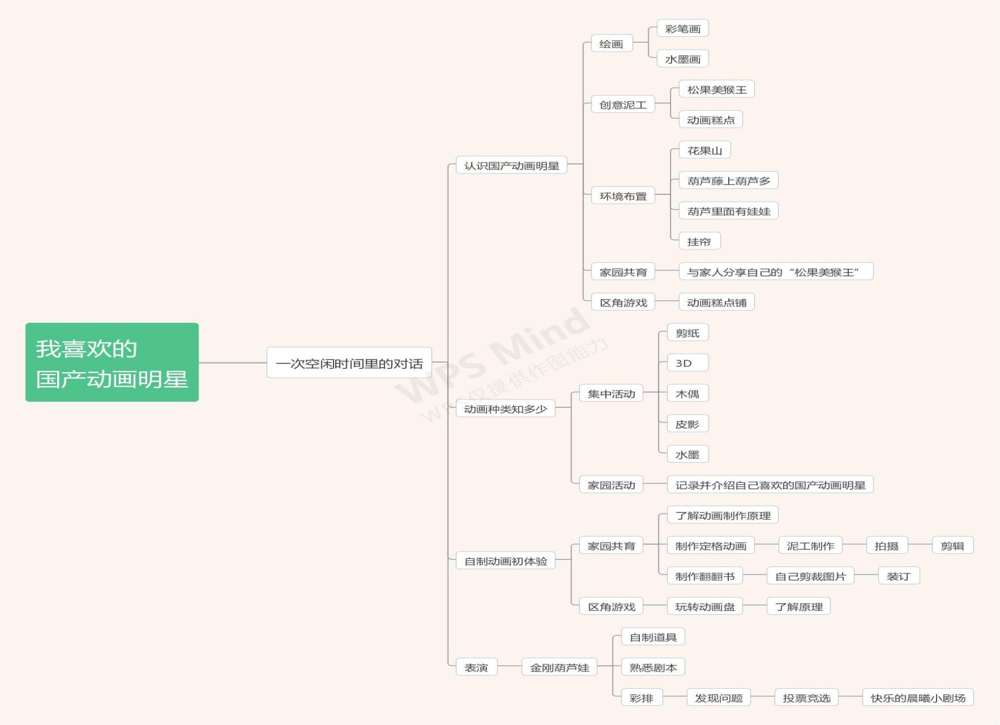 我喜欢的
国产动画明星
一次空闲时间里的对话
认识国产动画明星
绘画
彩笔画
水墨画
创意泥工
松果美猴王
动画糕点
环境布置
花果山
葫芦藤上葫芦多
葫芦里面有娃娃
挂帘
家园共育
与家人分享自己的“松果美猴王”
区角游戏
动画糕点铺
动画种类知多少
集中活动
剪纸
3D
木偶
皮影
水墨
家园活动
记录并介绍自己喜欢的国产动画明星
自制动画初体验
家园共育
了解动画制作原理
制作定格动画
泥工制作
拍摄
剪辑
制作翻翻书
自己剪裁图片
装订
区角游戏
玩转动画盘
了解原理
表演
金刚葫芦娃
自制道具
熟悉剧本
彩排
发现问题
投票竞选
快乐的晨曦小剧场
WPS Mind
WPS仅提供作图能力